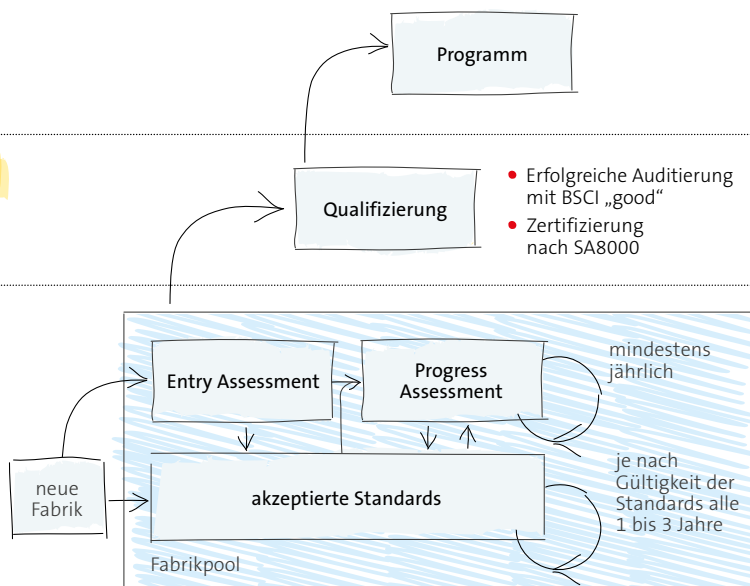 Programm
Qualifizierung
• Erfolgreiche Auditierung
mit BSCI „good“
• Zertifizierung
nach SA8000
Entry Assessment
Progress
Assessment
mindestens
jährlich
neue
Fabrik
akzeptierte Standards
je nach
Gültigkeit der
Standards alle
1 bis 3 Jahre
Fabrikpool